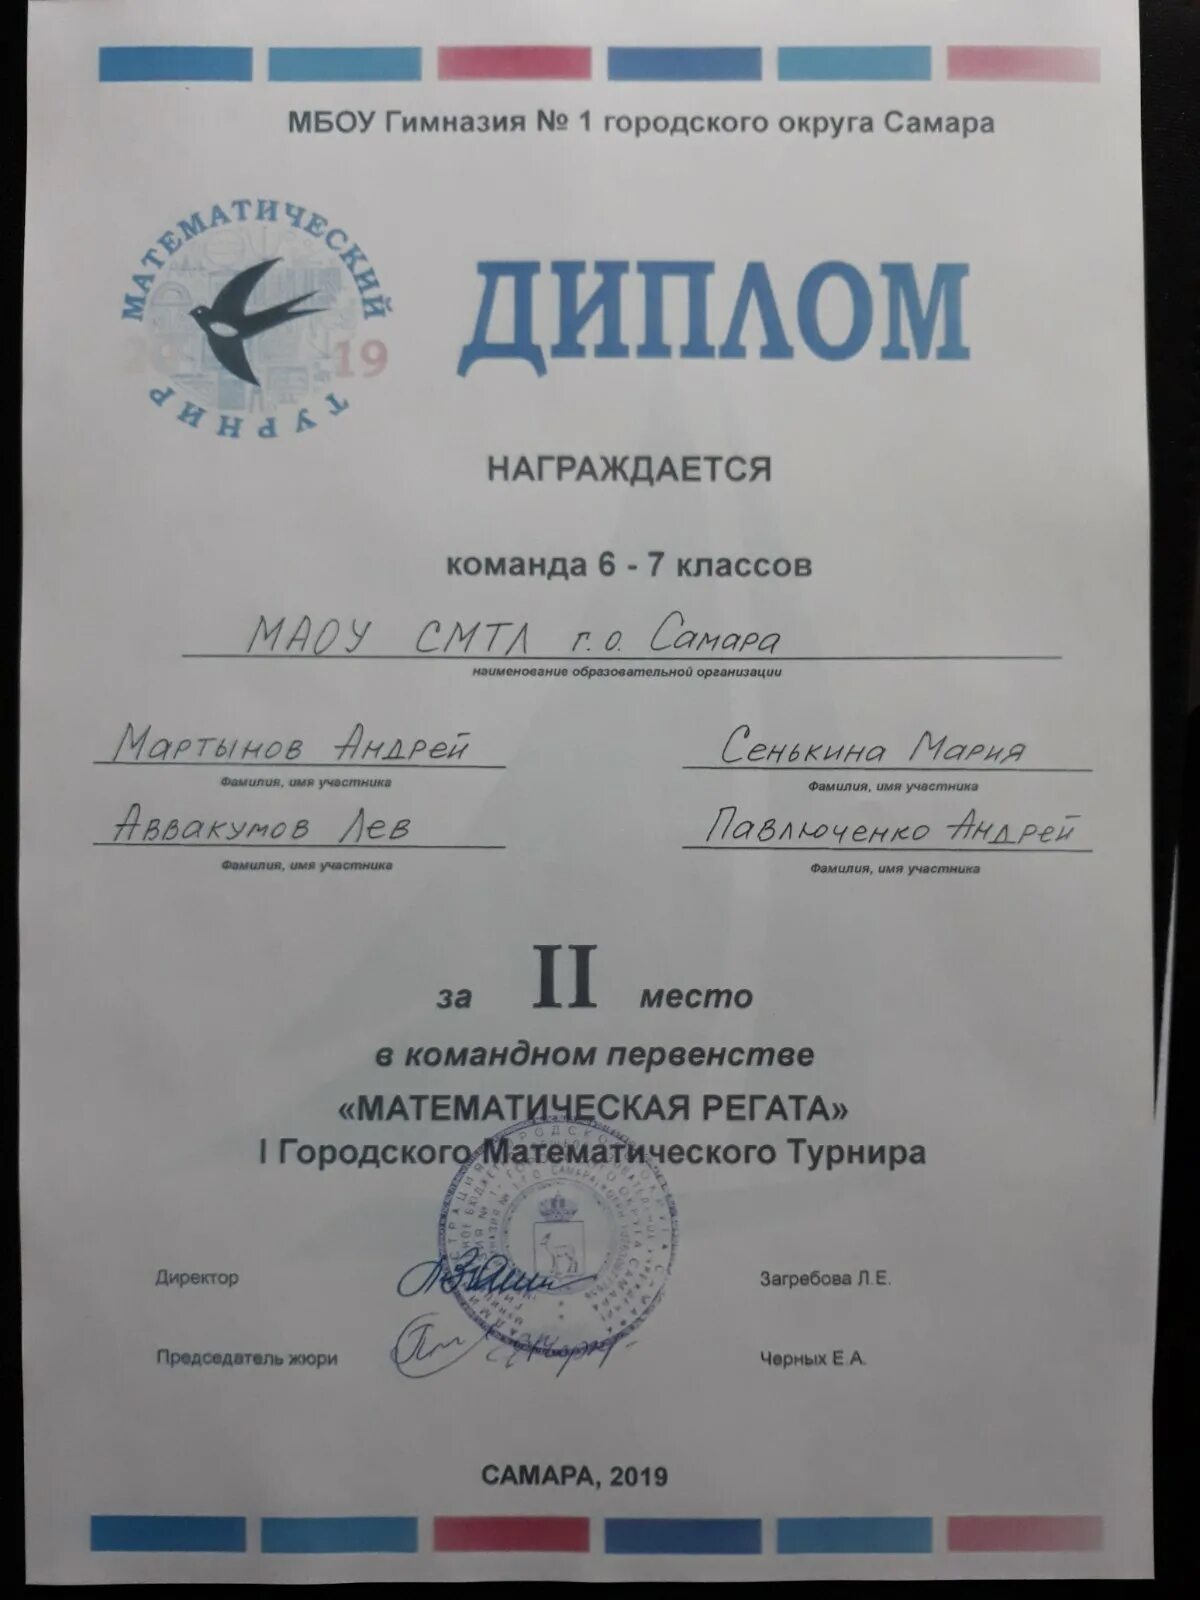 МБОУ Гимназия № 1 городского округа Самара
МАТЕМАТИЧЕСКИЙ
2019
ТУРНИР
ДИПЛОМ
НАГРАЖДАЕТСЯ
команда 6 - 7 классов
МАОУ СМТЛ г.о. Самара
наименование образовательной организации
Мартынов Андрей
Фамилия, имя участника
Сенькина Мария
Фамилия, имя участника
Аввакумов Лев
Фамилия, имя участника
Павлюченко Андрей
Фамилия, имя участника
за II место
в командном первенстве
«МАТЕМАТИЧЕСКАЯ РЕГАТА»
I Городского Математического Турнира
Директор
Загребова Л.Е.
Председатель жюри
Черных Е.А.
САМАРА, 2019